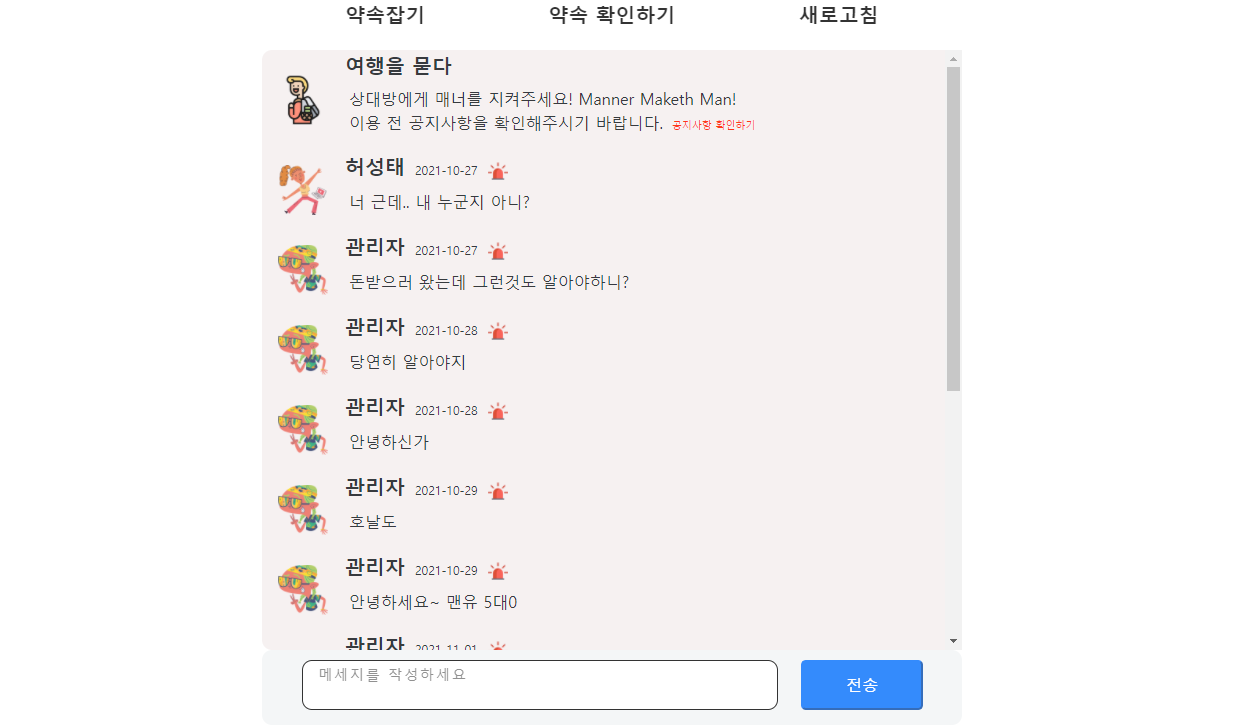 약속잡기 약속 확인하기 새로고침
여행을 묻다
상대방에게 매너를 지켜주세요! Manner Maketh Man!
이용 전 공지사항을 확인해주시기 바랍니다. 공지사항 확인하기
허성태 2021-10-27
너 근데.. 내 누군지 아니?
관리자 2021-10-27
돈받으러 왔는데 그런것도 알아야하니?
관리자 2021-10-28
당연히 알아야지
관리자 2021-10-28
안녕하신가
관리자 2021-10-29
호날도
관리자 2021-10-29
안녕하세요~ 맨유 5대0
관리자 2021-11-01
메세지를 작성하세요 전송